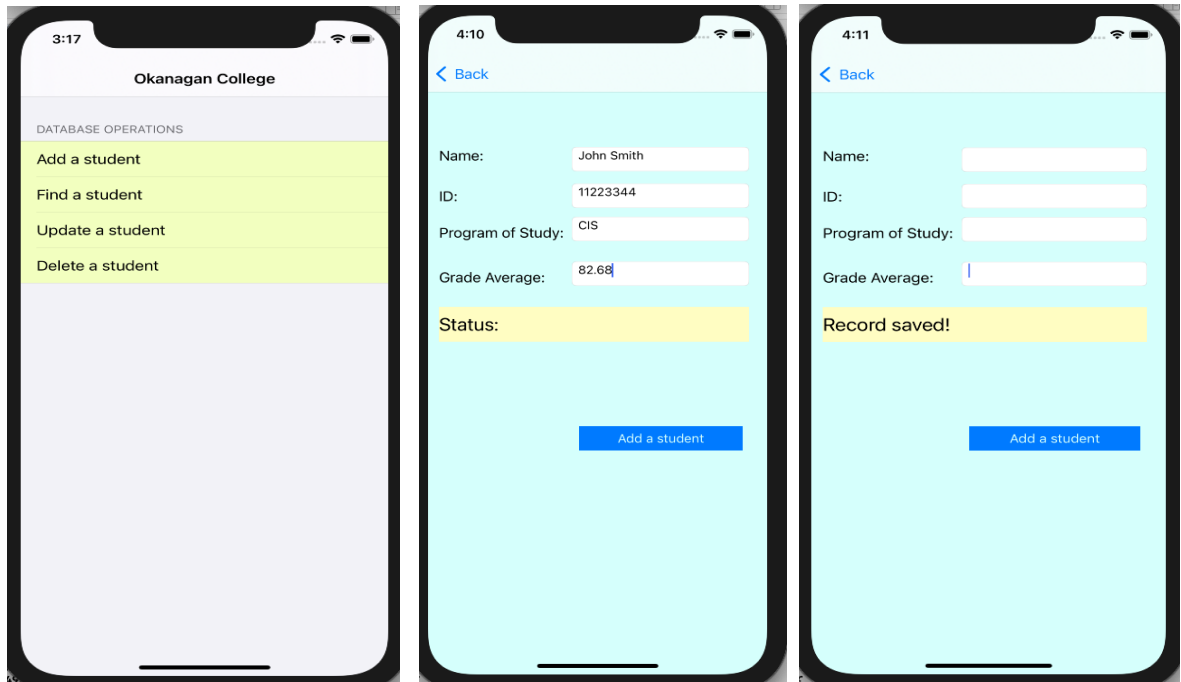 3:17
Okanagan College
DATABASE OPERATIONS
Add a student
Find a student
Update a student
Delete a student
4:10
Back
Name: John Smith
ID: 11223344
Program of Study: CIS
Grade Average: 82.68
Status:
Add a student
4:11
Back
Name:
ID:
Program of Study:
Grade Average:
Record saved!
Add a student